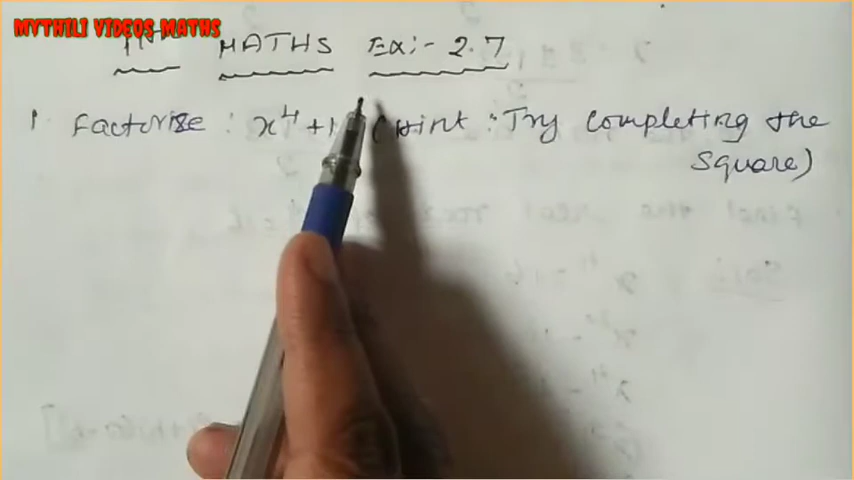 MYTHILI VIDEOS MATHS
MATHS Ex:- 2.7
1 Factorise : x⁴ +1 (Hint : Try completing the
square)